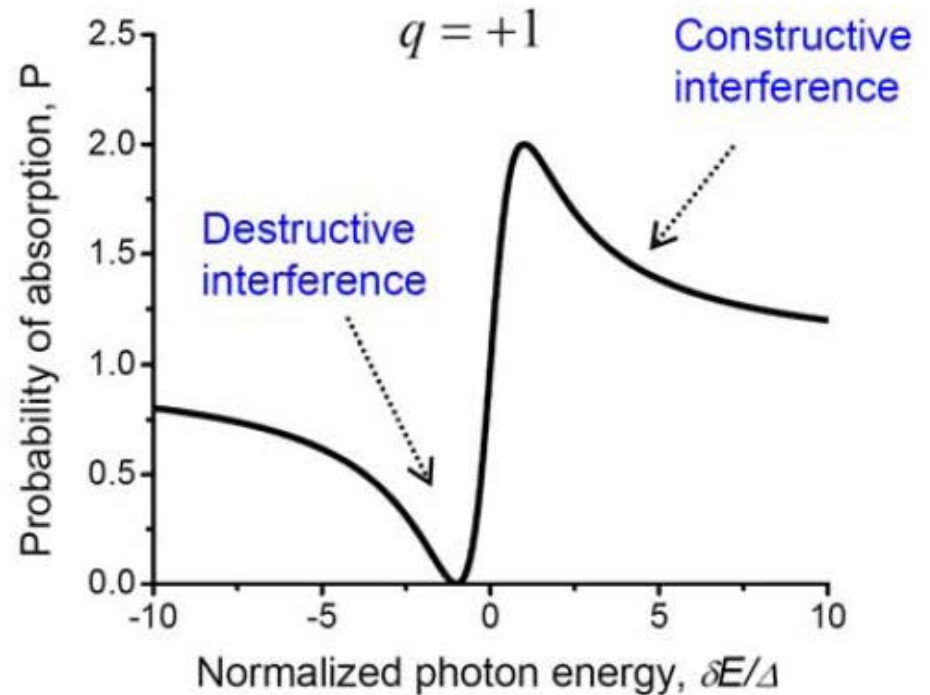 q = +1
Constructive
interference
Destructive
interference
Probability of absorption, P
2.5
2.0
1.5
1.0
0.5
0.0
-10
-5
0
5
10
Normalized photon energy, δE/Δ